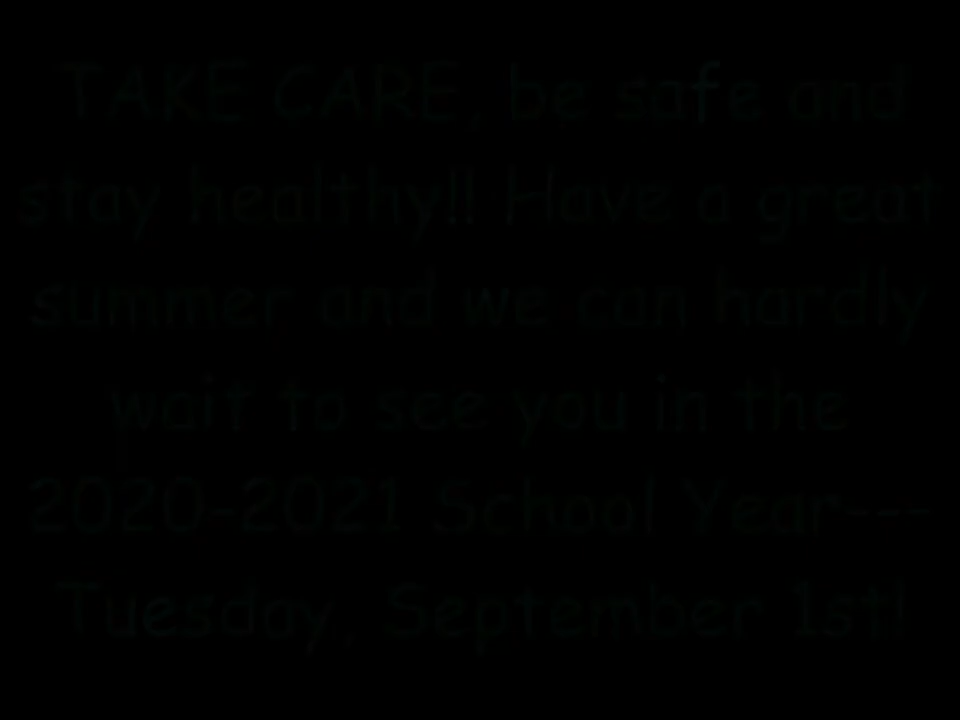 TAKE CARE, be safe and
stay healthy!! Have a great
summer and we can hardly
wait to see you in the
2020-2021 School Year---
Tuesday, September 1st!